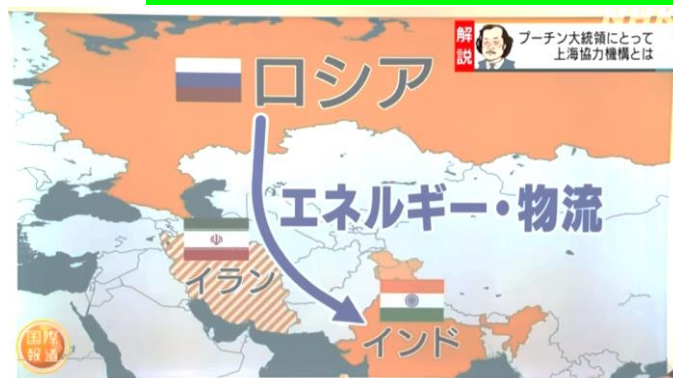 NHK
解説
プーチン大統領にとって
上海協力機構とは
ロシア
エネルギー・物流
イラン
インド
国際
報道